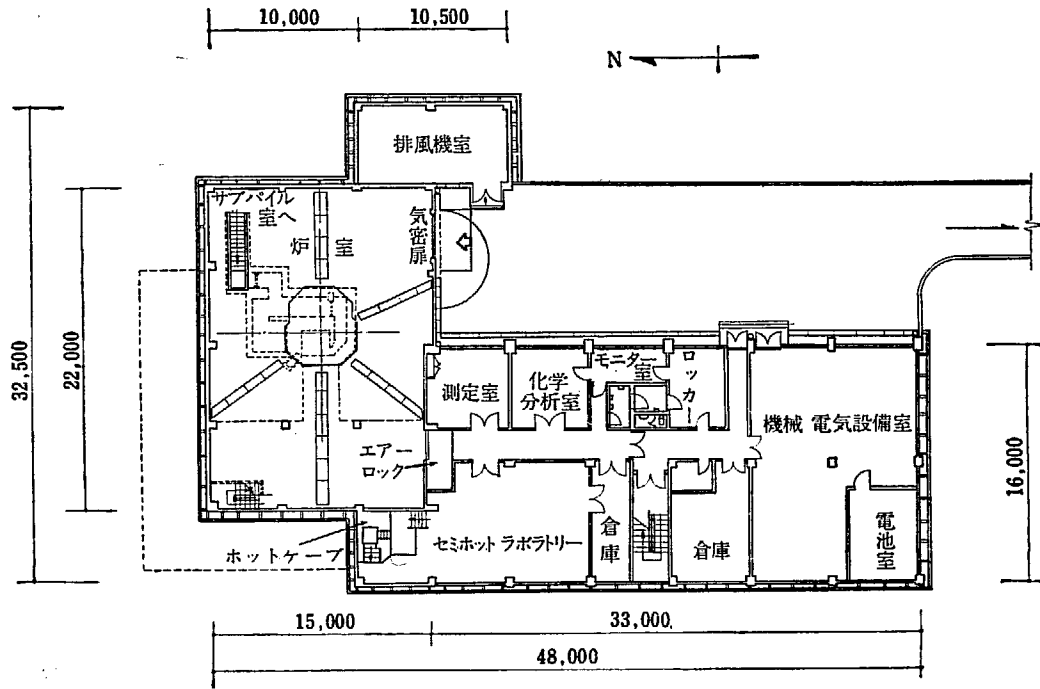 10,000
10,500
N
排風機室
サブパイル
室へ
炉室
気密扉
32,500
22,000
測定室
化学
分析室
モニター
室
ロッカー
機械 電気設備室
エアー
ロック
16,000
ホットケーブ
セミホット ラボラトリー
倉庫
倉庫
電池室
15,000
33,000
48,000